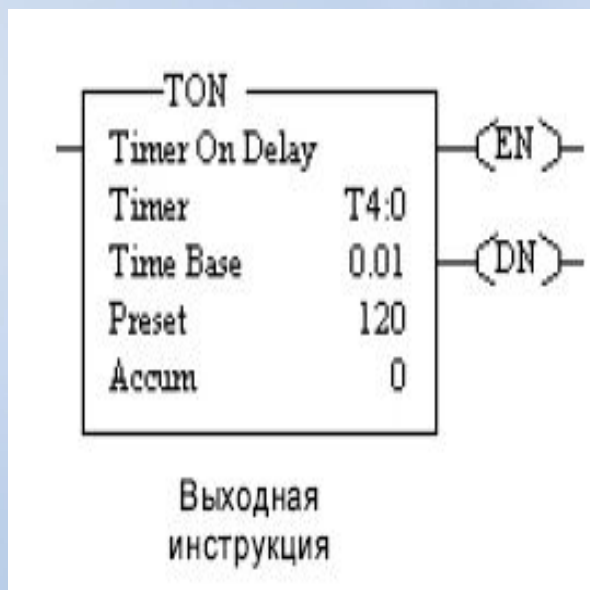 TON
Timer On Delay
EN
Timer T4:0
Time Base 0.01
DN
Preset 120
Accum 0
Выходная
инструкция